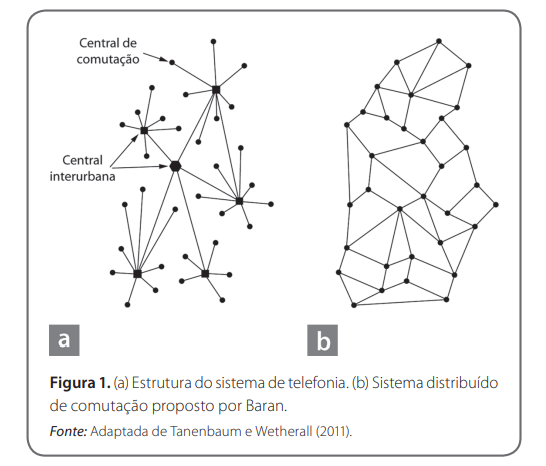 Central de
comutação
Central
interurbana
a
b
Figura 1. (a) Estrutura do sistema de telefonia. (b) Sistema distribuído
de comutação proposto por Baran.
Fonte: Adaptada de Tanenbaum e Wetherall (2011).